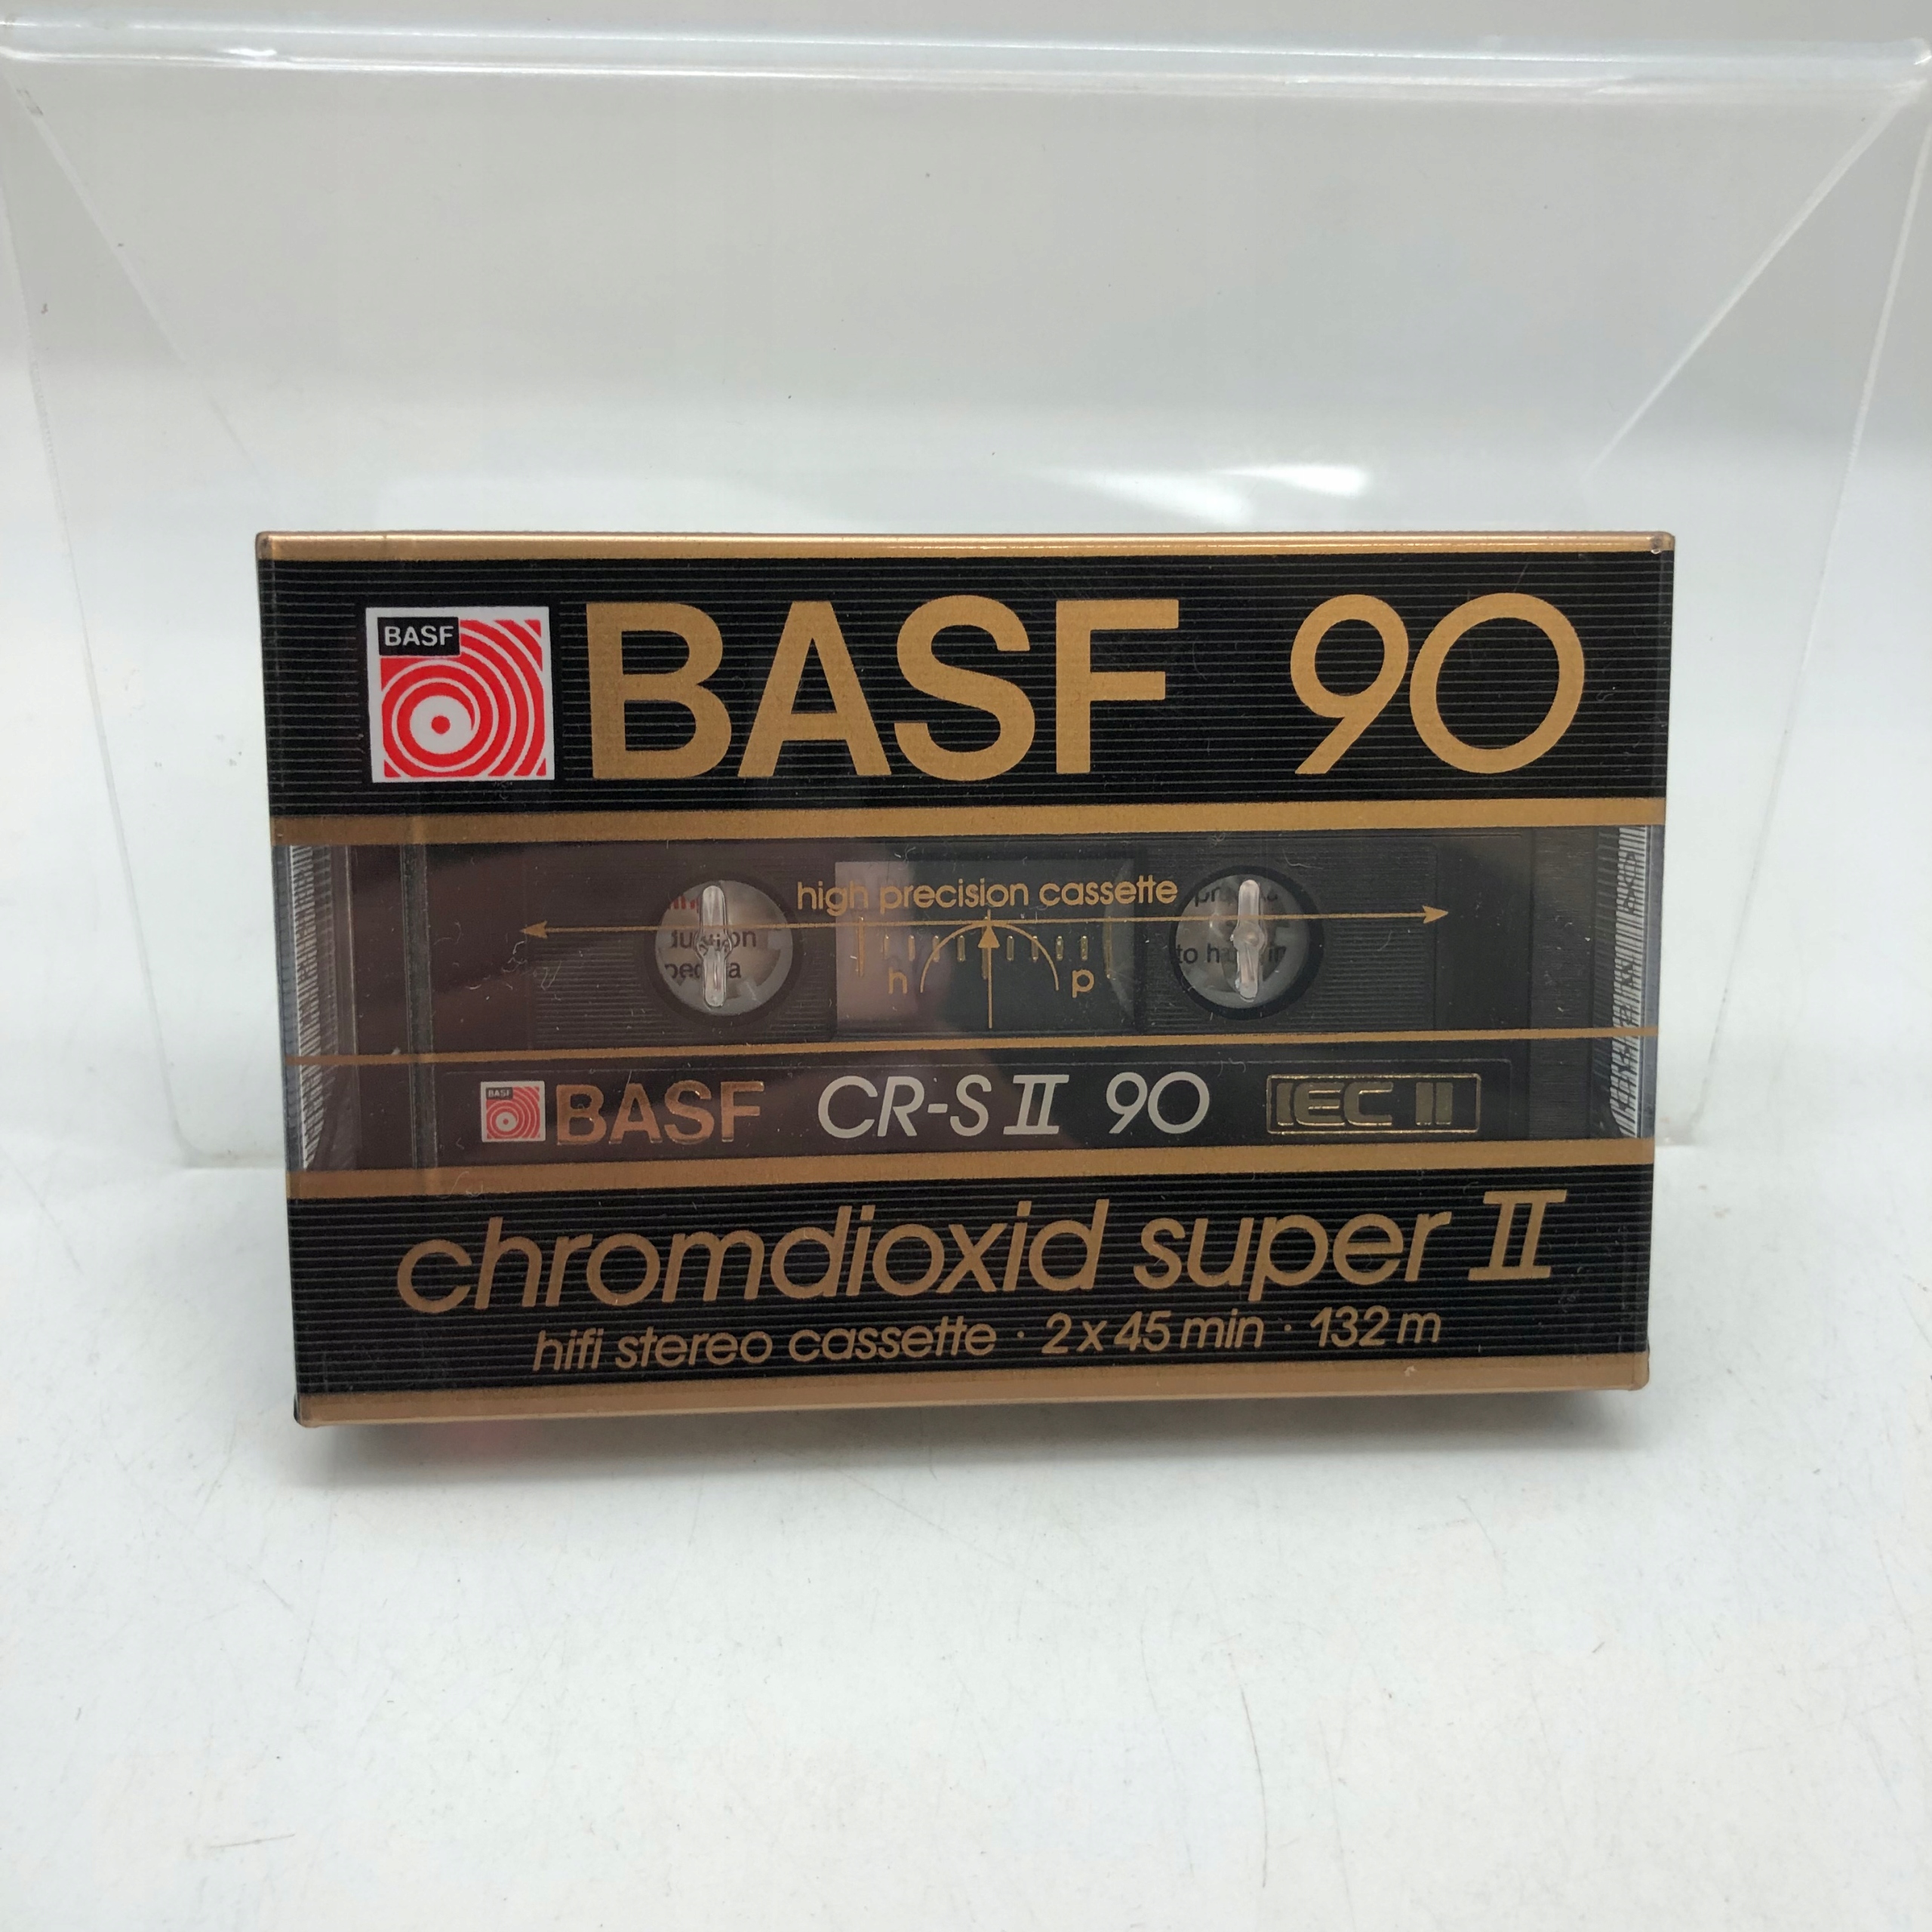 BASF
BASF 90
high precision cassette
h p
BASF
BASF CR-S II 90 IEC II
chromdioxid super II
hifi stereo cassette · 2 x 45 min · 132 m